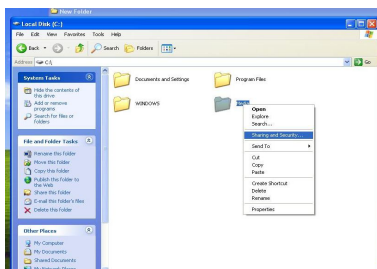 New Folder
Local Disk (C:)
File Edit View Favorites Tools Help
Back Search Folders
Address C:\ Go
System Tasks
Hide the contents of
this drive
Add or remove
programs
Search for files or
folders
File and Folder Tasks
Rename this folder
Move this folder
Copy this folder
Publish this folder to
the Web
Share this folder
E-mail this folder's files
Delete this folder
Other Places
My Computer
My Documents
Shared Documents
My Network Places
Documents and Settings
Program Files
WINDOWS
Open
Explore
Search...
Sharing and Security...
Send To
Cut
Copy
Paste
Create Shortcut
Delete
Rename
Properties